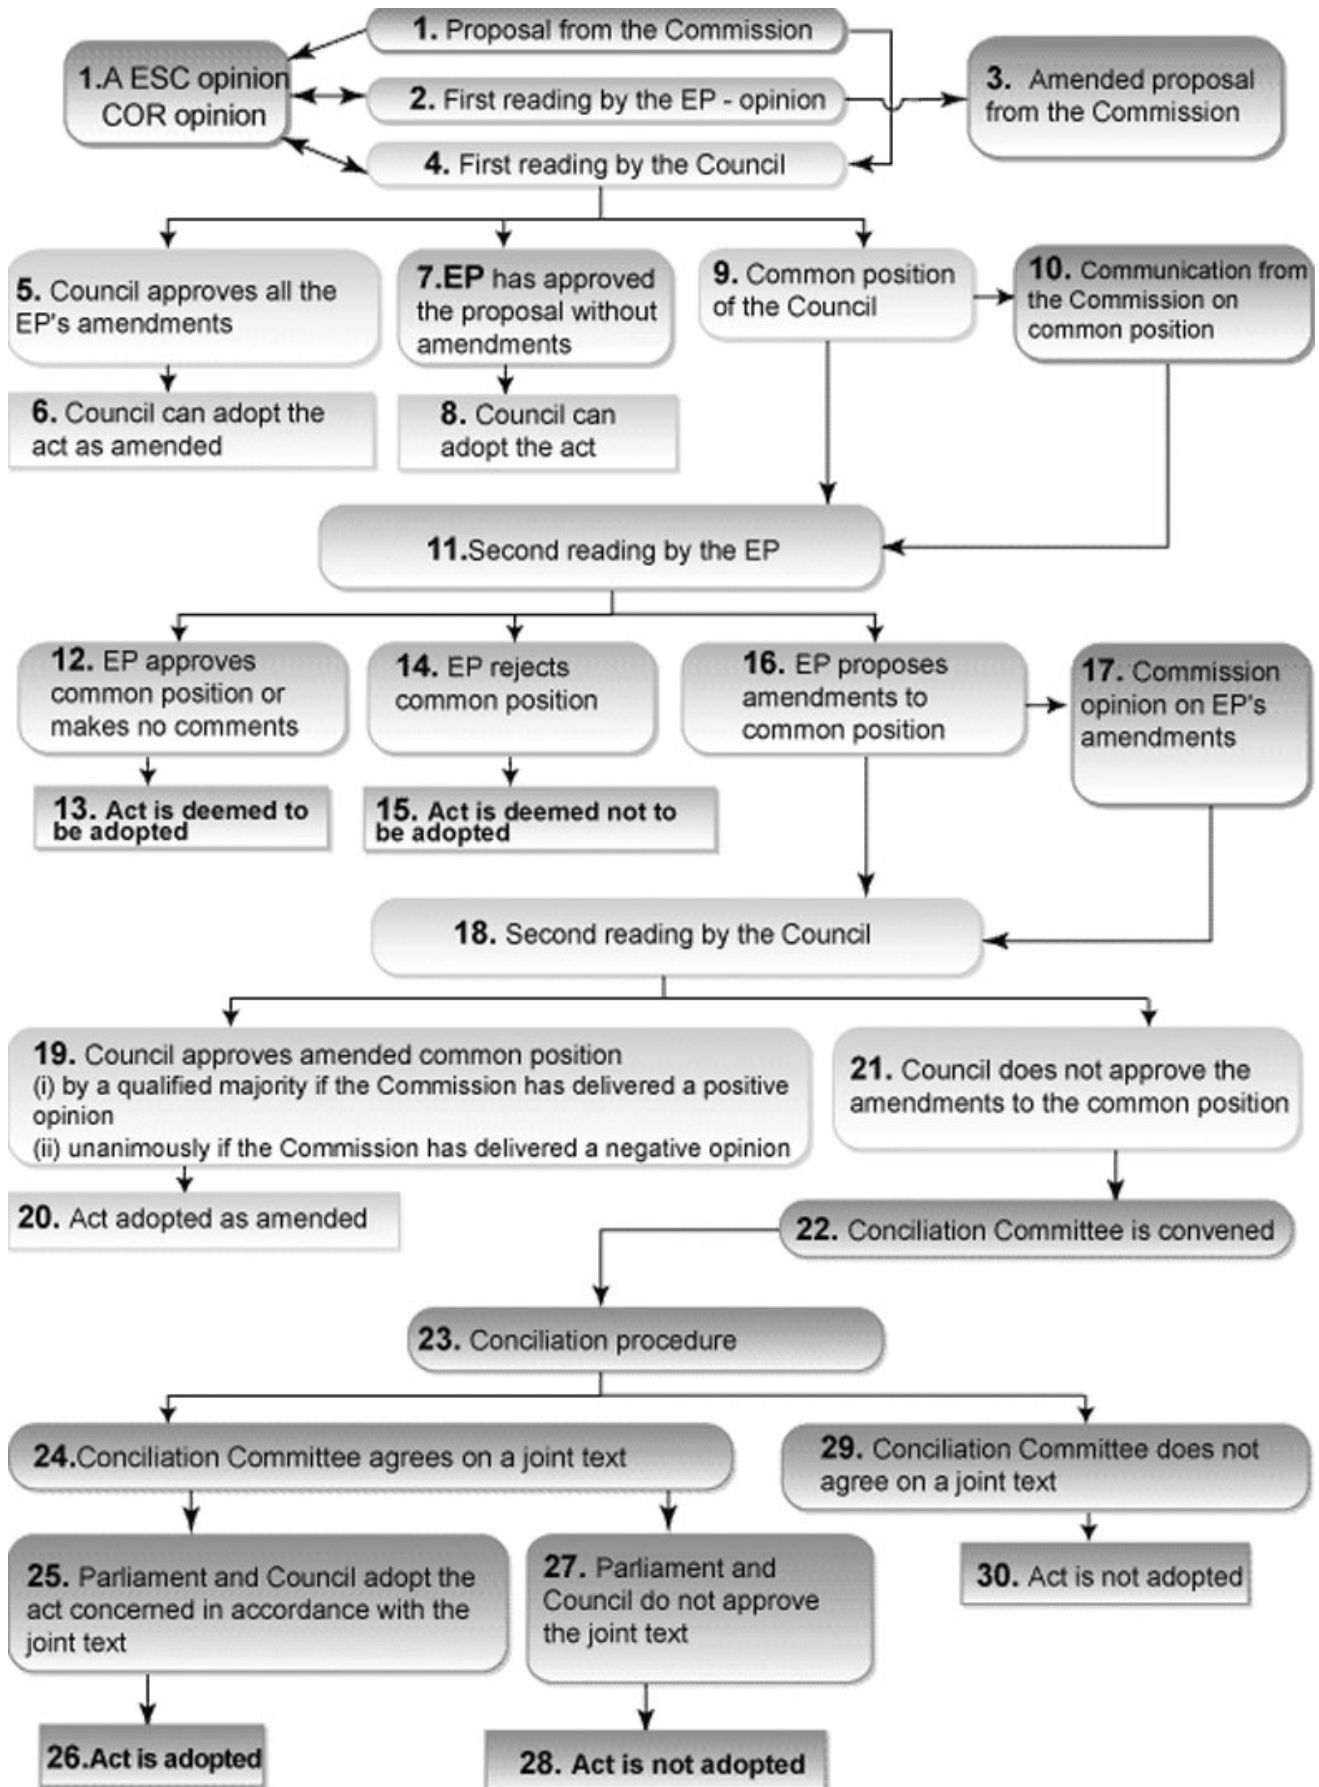 1. Proposal from the Commission
1.A ESC opinion
COR opinion
2. First reading by the EP - opinion
3. Amended proposal
from the Commission
4. First reading by the Council
5. Council approves all the
EP's amendments
7.EP has approved
the proposal without
amendments
9. Common position
of the Council
10. Communication from
the Commission on
common position
6. Council can adopt the
act as amended
8. Council can
adopt the act
11.Second reading by the EP
12. EP approves
common position or
makes no comments
14. EP rejects
common position
16. EP proposes
amendments to
common position
17. Commission
opinion on EP's
amendments
13. Act is deemed to
be adopted
15. Act is deemed not to
be adopted
18. Second reading by the Council
19. Council approves amended common position
(i) by a qualified majority if the Commission has delivered a positive
opinion
(ii) unanimously if the Commission has delivered a negative opinion
21. Council does not approve the
amendments to the common position
20. Act adopted as amended
22. Conciliation Committee is convened
23. Conciliation procedure
24.Conciliation Committee agrees on a joint text
29. Conciliation Committee does not
agree on a joint text
25. Parliament and Council adopt the
act concerned in accordance with the
joint text
27. Parliament and
Council do not approve
the joint text
30. Act is not adopted
26.Act is adopted
28. Act is not adopted